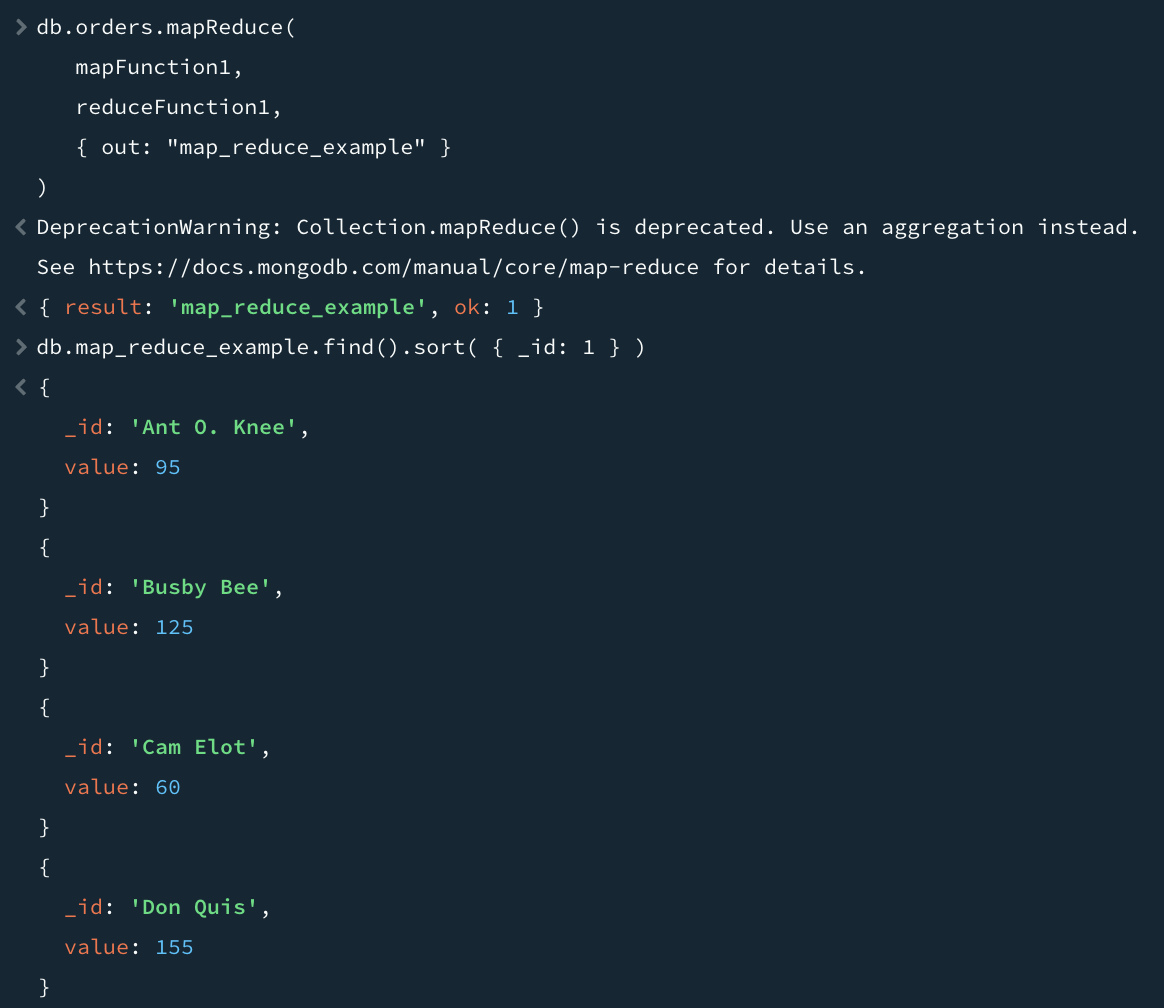 > db.orders.mapReduce(
mapFunction1,
reduceFunction1,
{ out: "map_reduce_example" }
)
< DeprecationWarning: Collection.mapReduce() is deprecated. Use an aggregation instead.
See https://docs.mongodb.com/manual/core/map-reduce for details.
< { result: 'map_reduce_example', ok: 1 }
> db.map_reduce_example.find().sort( { _id: 1 } )
< {
_id: 'Ant O. Knee',
value: 95
}
{
_id: 'Busby Bee',
value: 125
}
{
_id: 'Cam Elot',
value: 60
}
{
_id: 'Don Quis',
value: 155
}